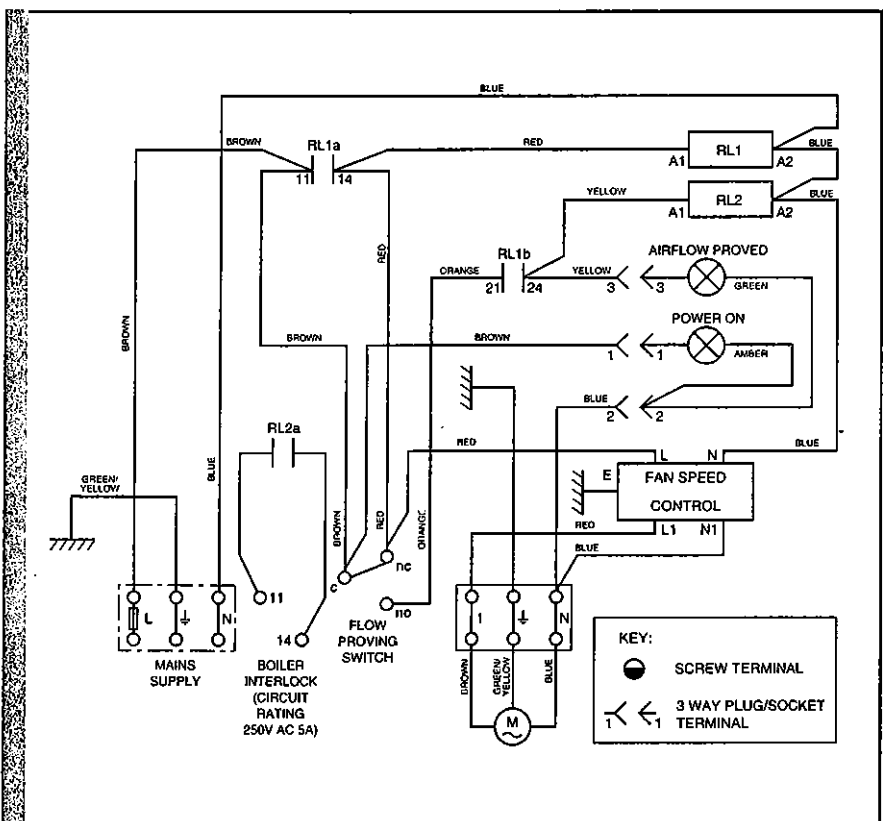 BLUE
BROWN
RL1a
RED
RL1
BLUE
11
14
A1
A2
YELLOW
RL2
BLUE
A1
A2
RED
RL1b
AIRFLOW PROVED
ORANGE
YELLOW
21
24
3
3
GREEN
POWER ON
BROWN
BROWN
BROWN
1
1
AMBER
BLUE
2
2
RL2a
RED
L
N
BLUE
GREEN/
YELLOW
BLUE
E
FAN SPEED
CONTROL
BROWN
RED
ORANGE
RED
L1
N1
BLUE
nc
c
11
no
L
N
1
N
14
FLOW
PROVING
SWITCH
MAINS
SUPPLY
BOILER
INTERLOCK
(CIRCUIT
RATING
250V AC 5A)
BROWN
GREEN/
YELLOW
BLUE
M
KEY:
SCREW TERMINAL
1
1
3 WAY PLUG/SOCKET
TERMINAL